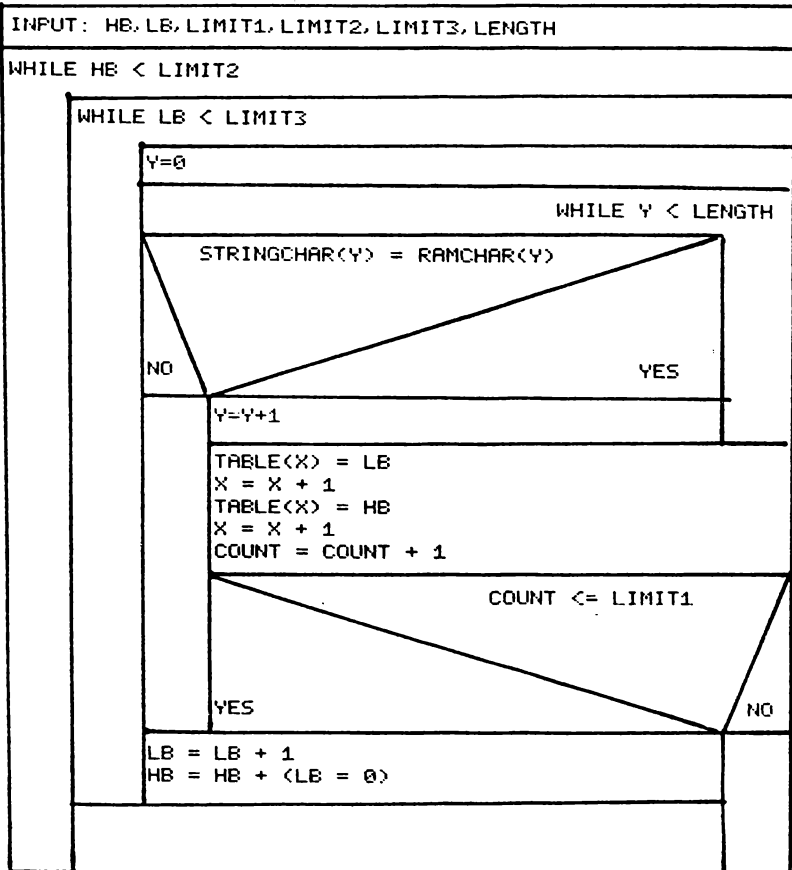 INPUT: HB, LB, LIMIT1, LIMIT2, LIMIT3, LENGTH
WHILE HB < LIMIT2
WHILE LB < LIMIT3
Y=0
WHILE Y < LENGTH
STRINGCHAR(Y) = RAMCHAR(Y)
NO
YES
Y=Y+1
TABLE(X) = LB
X = X + 1
TABLE(X) = HB
X = X + 1
COUNT = COUNT + 1
COUNT <= LIMIT1
YES
NO
LB = LB + 1
HB = HB + (LB = 0)